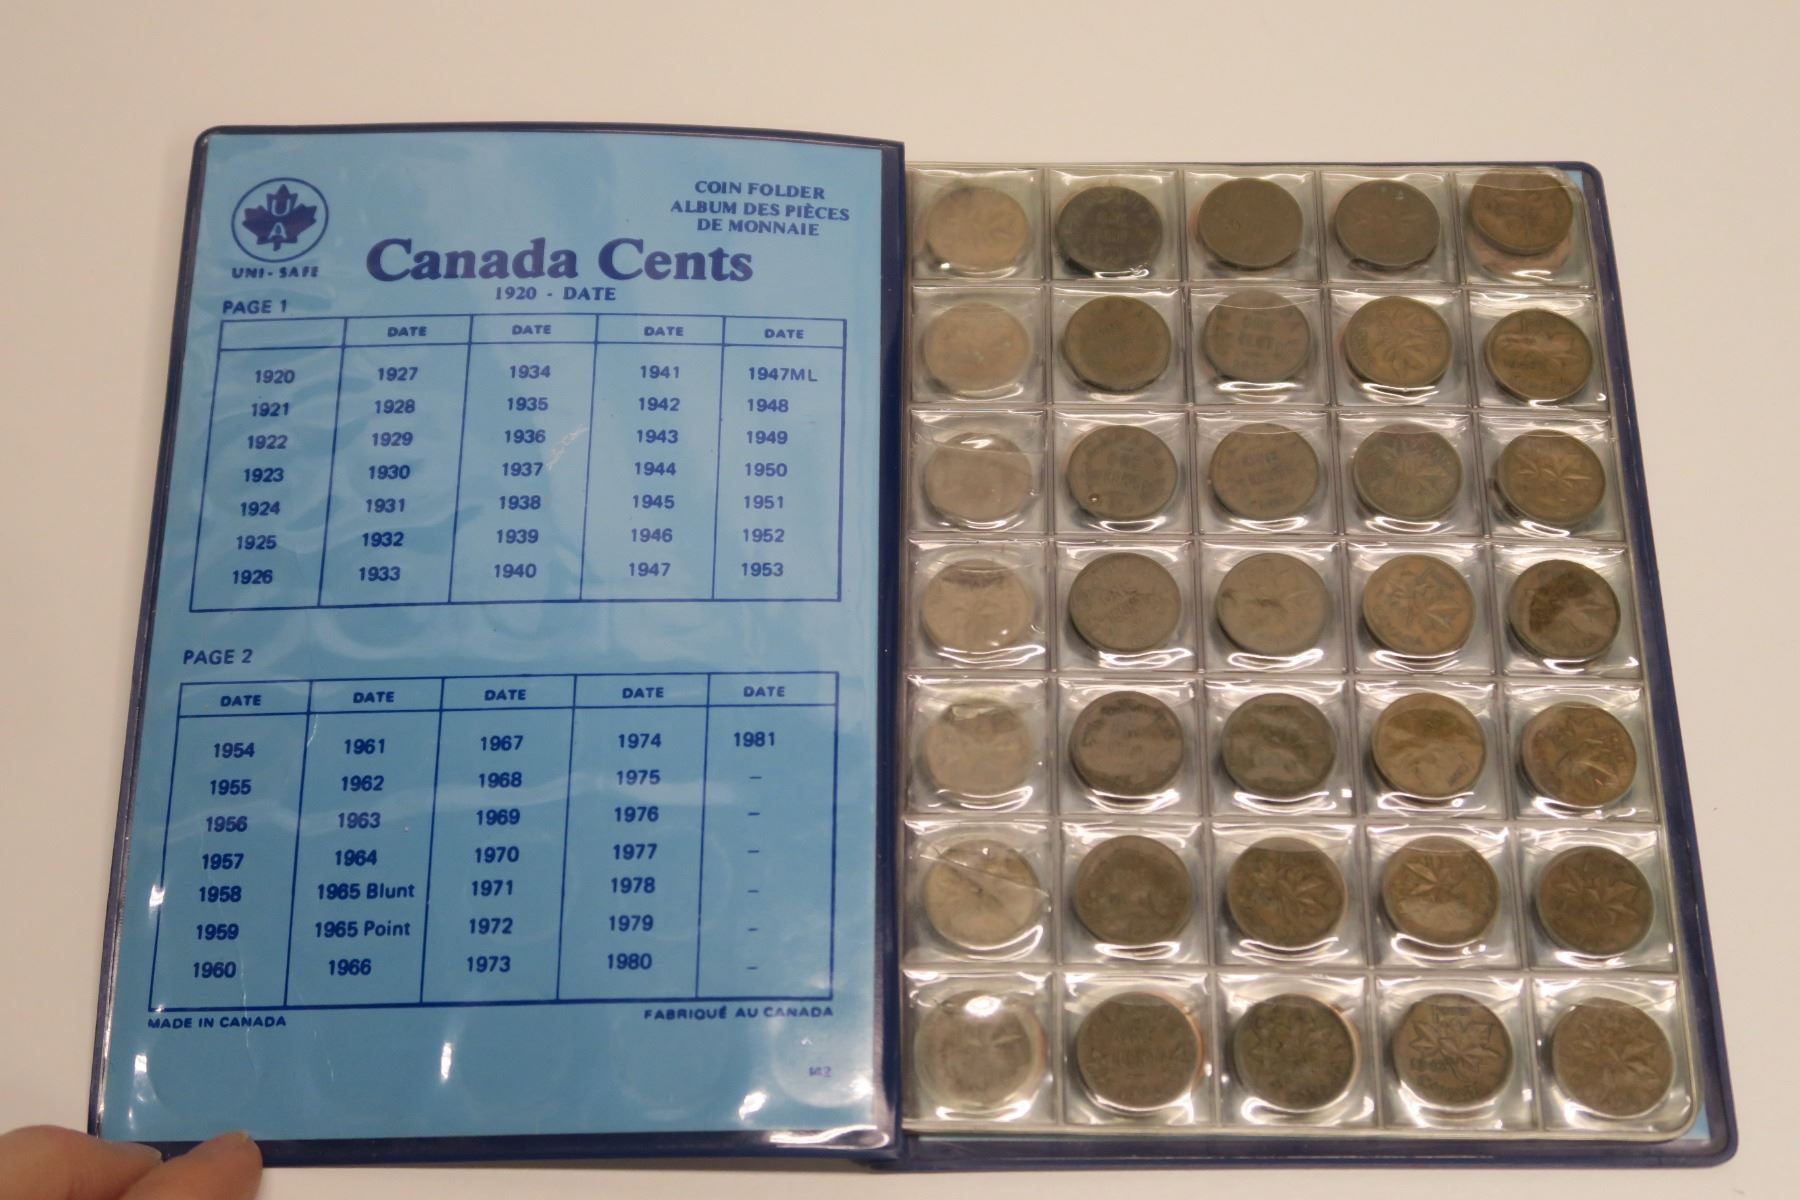 U
A
UNI-SAFE
COIN FOLDER
ALBUM DES PIÈCES
DE MONNAIE
Canada Cents
1920 - DATE
PAGE 1
DATE DATE DATE DATE
1920 1927 1934 1941 1947ML
1921 1928 1935 1942 1948
1922 1929 1936 1943 1949
1923 1930 1937 1944 1950
1924 1931 1938 1945 1951
1925 1932 1939 1946 1952
1926 1933 1940 1947 1953
PAGE 2
DATE DATE DATE DATE DATE
1954 1961 1967 1974 1981
1955 1962 1968 1975 –
1956 1963 1969 1976 –
1957 1964 1970 1977 –
1958 1965 Blunt 1971 1978 –
1959 1965 Point 1972 1979 –
1960 1966 1973 1980 –
MADE IN CANADA FABRIQUÉ AU CANADA